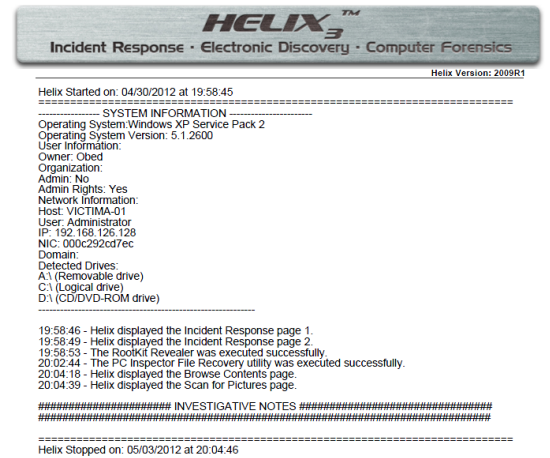 HELIX3™
Incident Response · Electronic Discovery · Computer Forensics
Helix Version: 2009R1
Helix Started on: 04/30/2012 at 19:58:45
===========================================================================
----------------- SYSTEM INFORMATION -----------------------
Operating System:Windows XP Service Pack 2
Operating System Version: 5.1.2600
User Information:
Owner: Obed
Organization:
Admin: No
Admin Rights: Yes
Network Information:
Host: VICTIMA-01
User: Administrator
IP: 192.168.126.128
NIC: 000c292cd7ec
Domain:
Detected Drives:
A:\ (Removable drive)
C:\ (Logical drive)
D:\ (CD/DVD-ROM drive)
------------------------------------------------------------
19:58:46 - Helix displayed the Incident Response page 1.
19:58:49 - Helix displayed the Incident Response page 2.
19:58:53 - The RootKit Revealer was executed successfully.
20:02:44 - The PC Inspector File Recovery utility was executed successfully.
20:04:18 - Helix displayed the Browse Contents page.
20:04:39 - Helix displayed the Scan for Pictures page.
###################### INVESTIGATIVE NOTES ################################
###########################################################################
===========================================================================
Helix Stopped on: 05/03/2012 at 20:04:46